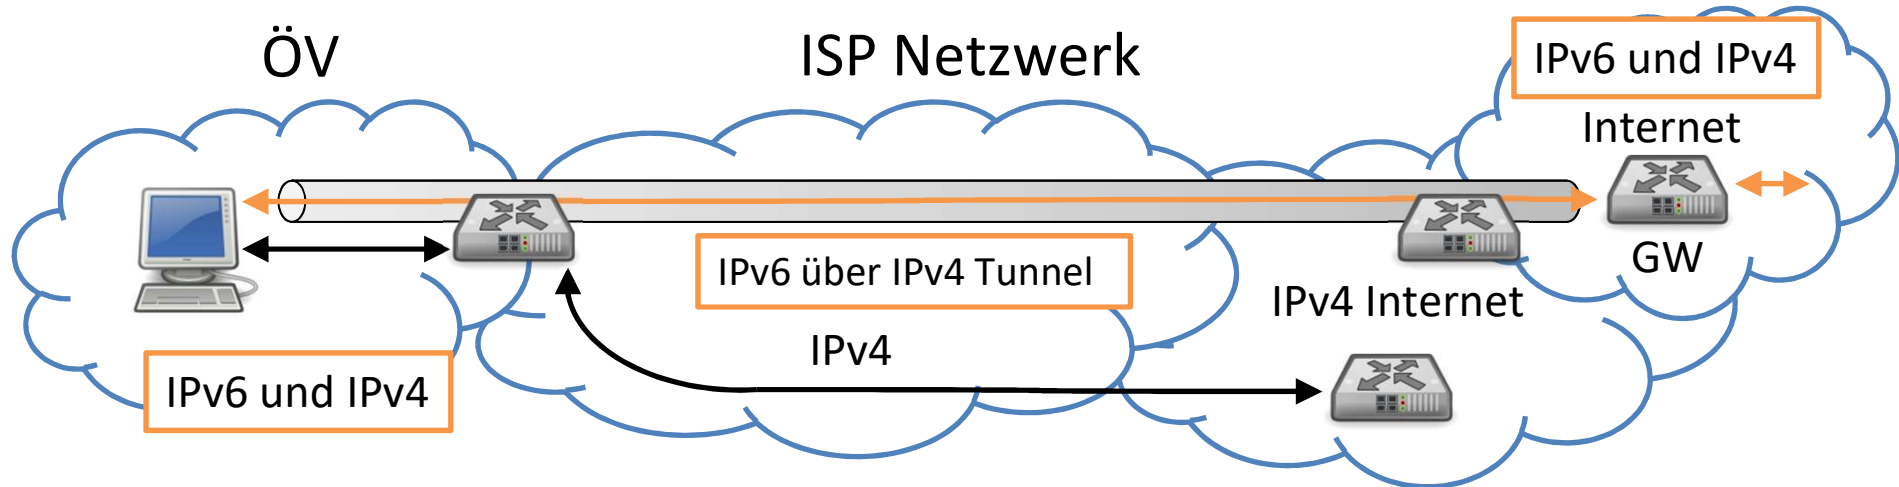 ÖV
ISP Netzwerk
IPv6 und IPv4
Internet
GW
IPv6 über IPv4 Tunnel
IPv4 Internet
IPv4
IPv6 und IPv4